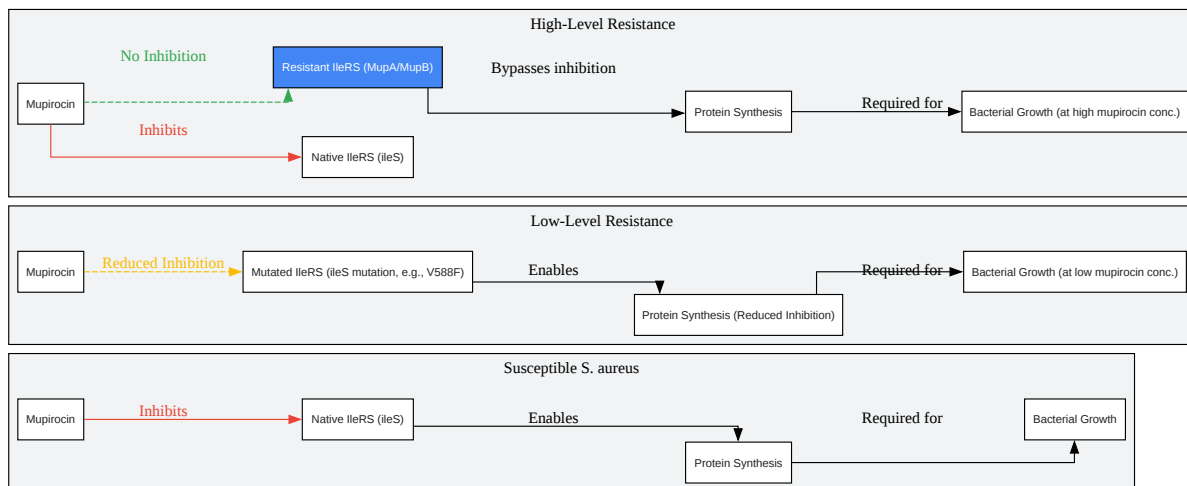 High-Level Resistance
No Inhibition
Resistant IleRS (MupA/MupB)
Bypasses inhibition
Mupirocin
Protein Synthesis
Required for
Bacterial Growth (at high mupirocin conc.)
Inhibits
Native IleRS (ileS)
Low-Level Resistance
Mupirocin
Reduced Inhibition
Mutated IleRS (ileS mutation, e.g., V588F)
Enables
Required for
Bacterial Growth (at low mupirocin conc.)
Protein Synthesis (Reduced Inhibition)
Susceptible S. aureus
Mupirocin
Inhibits
Native IleRS (ileS)
Enables
Required for
Bacterial Growth
Protein Synthesis